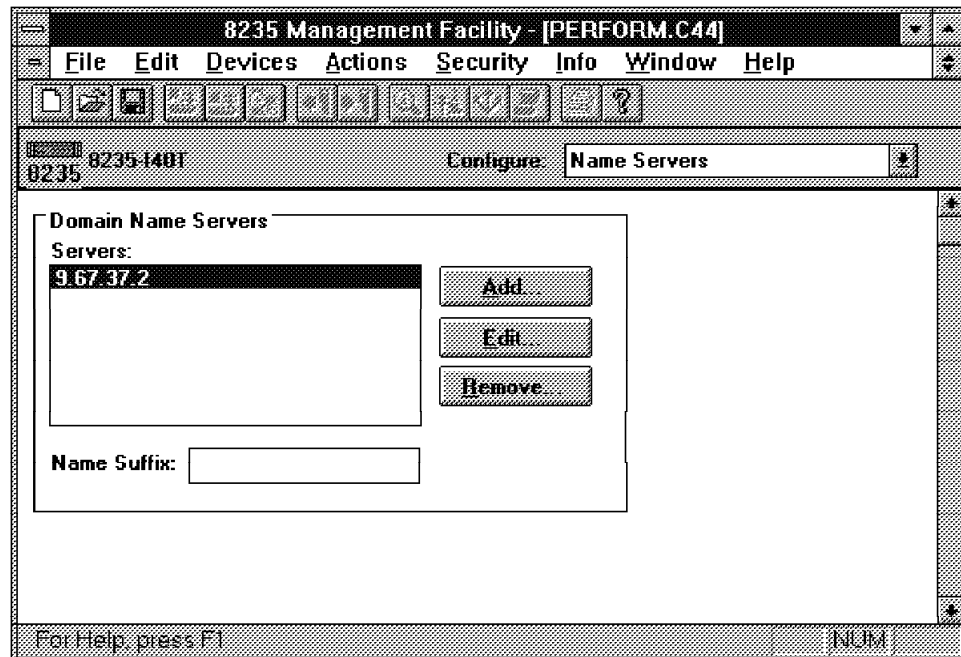 8235 Management Facility - [PERFORM.C44]
File Edit Devices Actions Security Info Window Help
8235 8235-I40T Configure: Name Servers
Domain Name Servers
Servers:
9.67.37.2
Add...
Edit...
Remove...
Name Suffix:
For Help, press F1 NUM